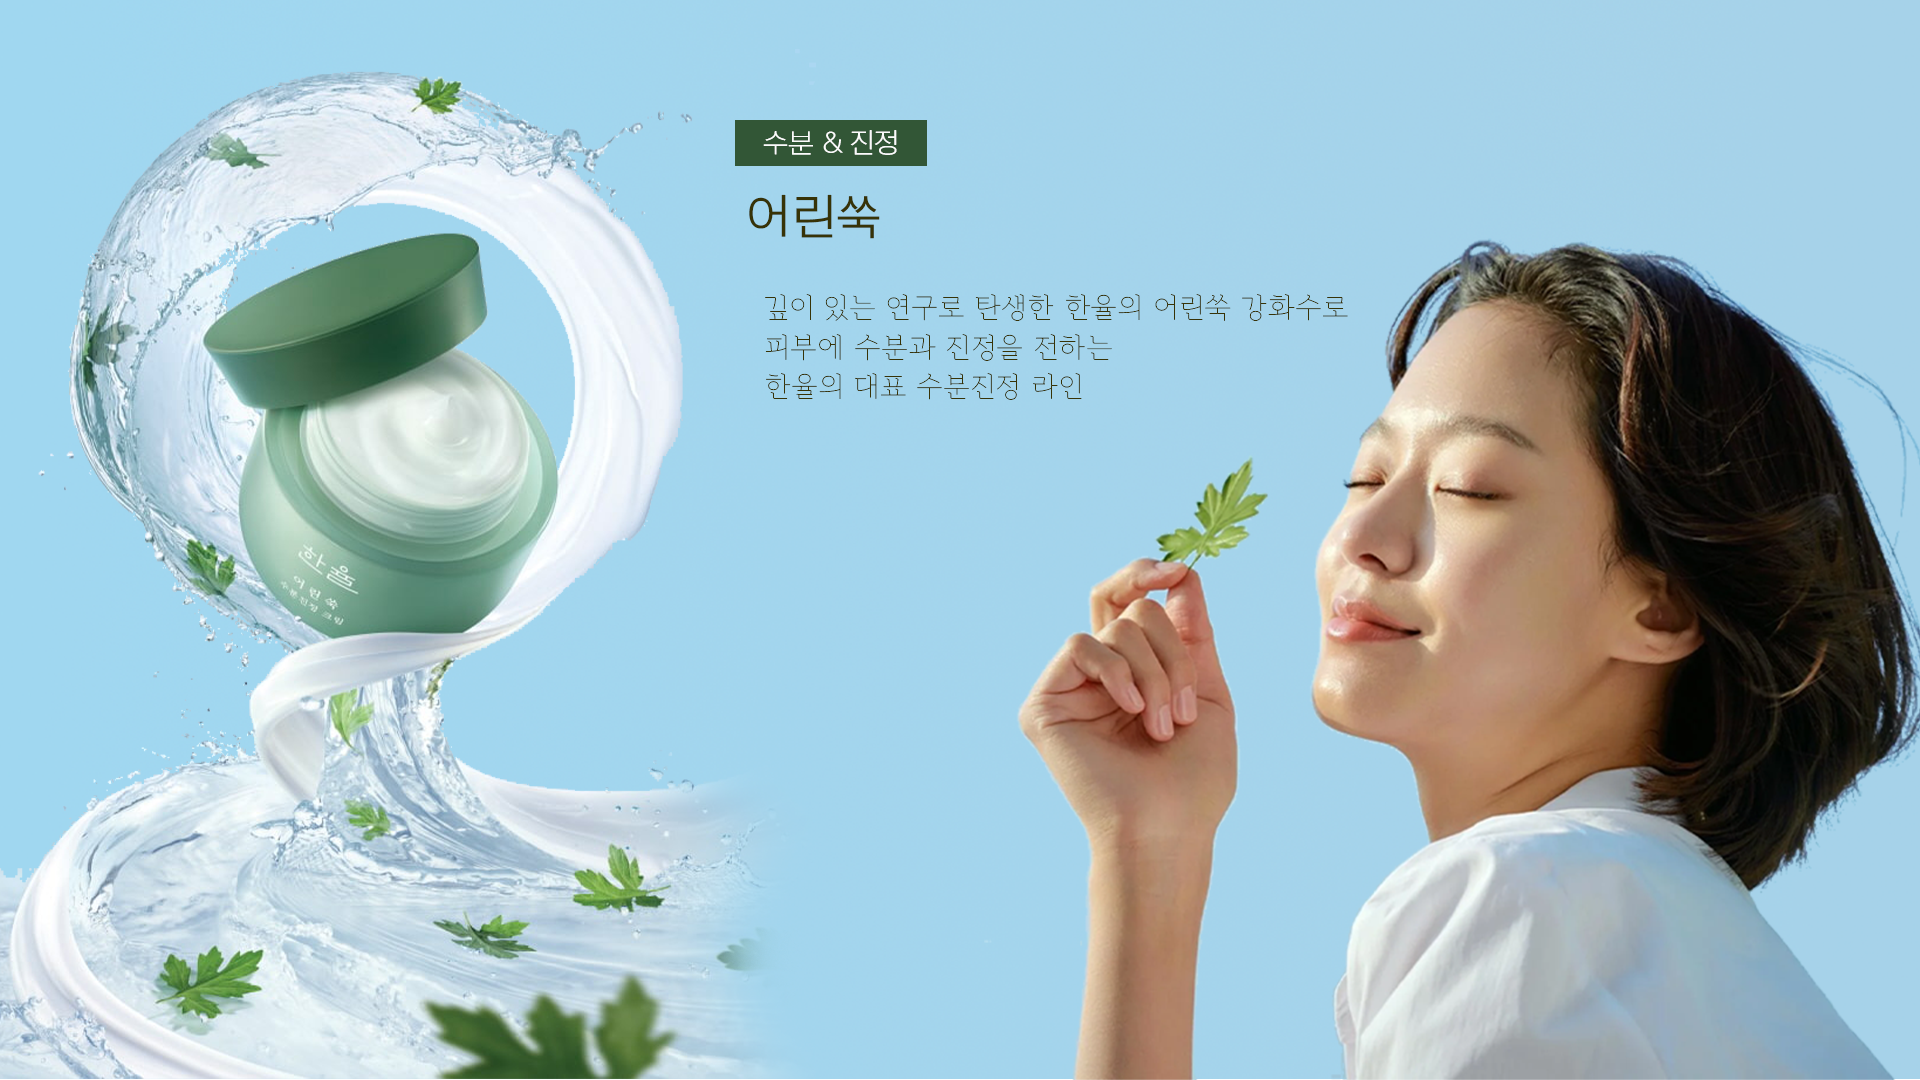 수분 & 진정
어린쑥
깊이 있는 연구로 탄생한 한율의 어린쑥 강화수로
피부에 수분과 진정을 전하는
한율의 대표 수분진정 라인
한율
어린쑥
수분진정 크림